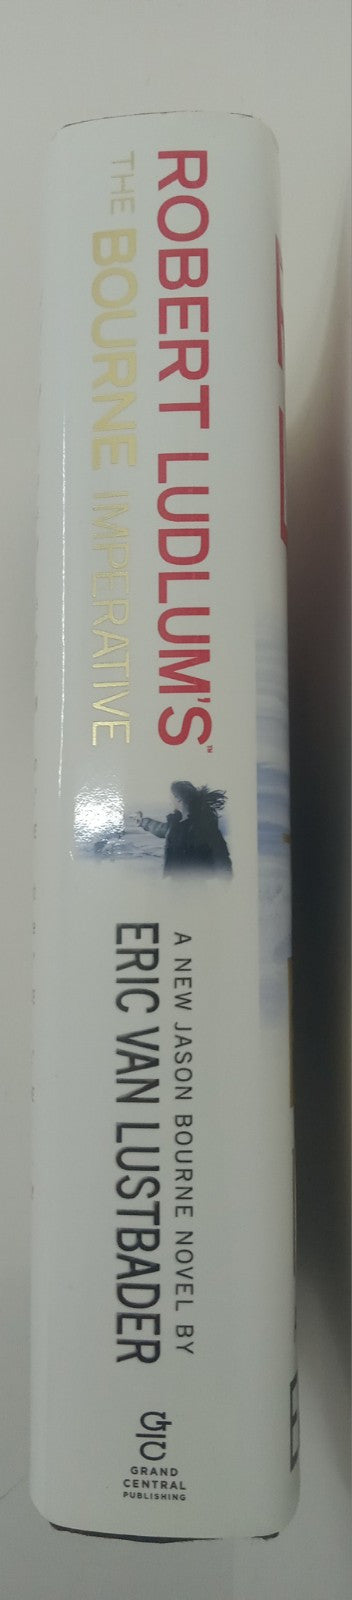 ROBERT LUDLUM'S™
THE BOURNE IMPERATIVE
A NEW JASON BOURNE NOVEL BY
ERIC VAN LUSTBADER
GRAND
CENTRAL
PUBLISHING